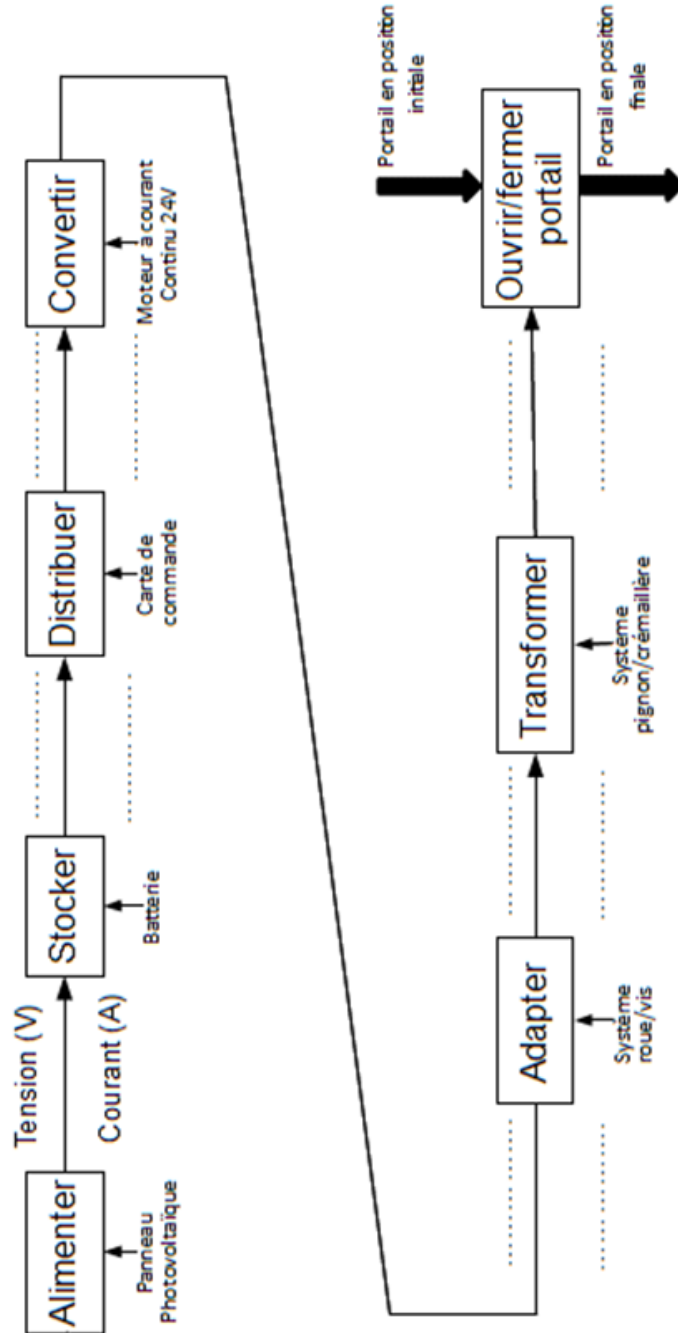 Alimenter
Panneau
Photovoltaïque
Tension (V)
Courant (A)
Stocker
Batterie
Distribuer
Carte de
commande
Convertir
Moteur à courant
Continu 24V
Adapter
Système
roue/vis
Transformer
Système
pignon/crémaillère
Portail en position
initiale
Ouvrir/fermer
portail
Portail en position
finale